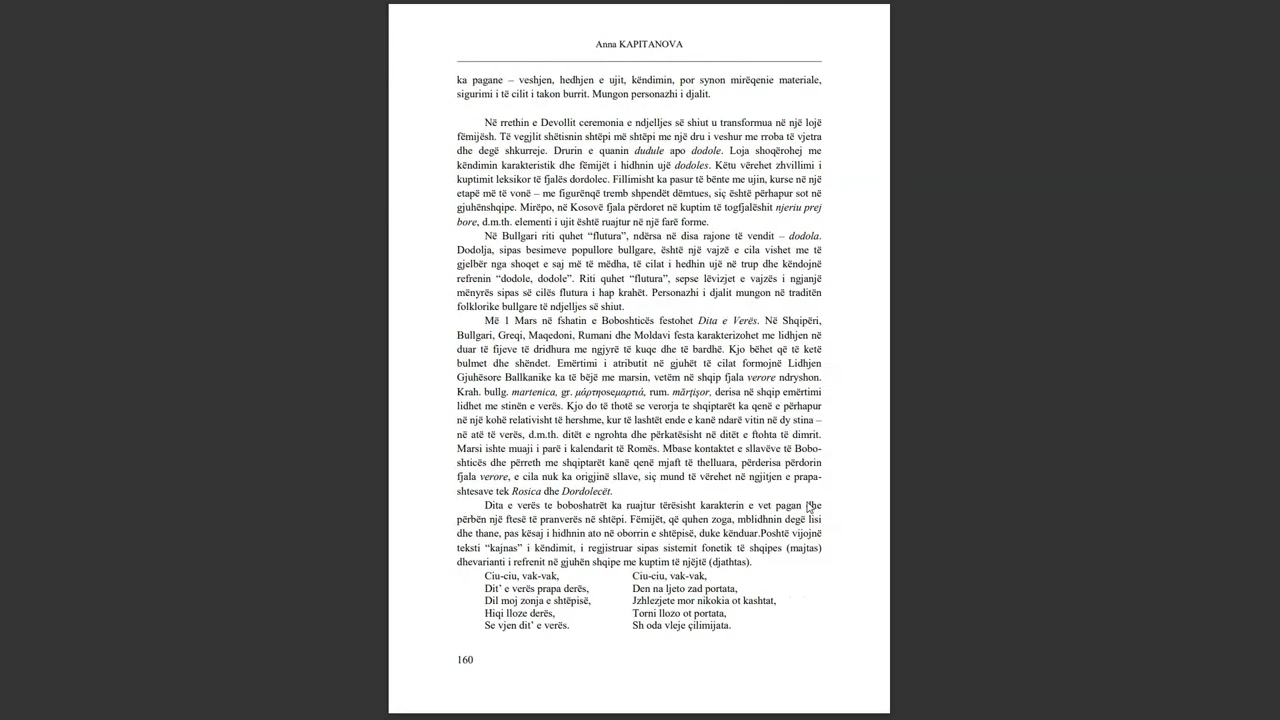 Anna KAPITANOVA
ka pagane – veshjen, hedhjen e ujit, këndimin, por synon mirëqenie materiale,
sigurimi i të cilit i takon burrit. Mungon personazhi i djalit.
Në rrethin e Devollit ceremonia e ndjelljes së shiut u transformua në një lojë
fëmijësh. Të vegjlit shëtisnin shtëpi më shtëpi me një dru i veshur me rroba të vjetra
dhe degë shkurreje. Drurin e quanin dudule apo dodole. Loja shoqërohej me
këndimin karakteristik dhe fëmijët i hidhnin ujë dodoles. Këtu vërehet zhvillimi i
kuptimit leksikor të fjalës dordolec. Fillimisht ka pasur të bënte me ujin, kurse në një
etapë më të vonë – me figurënqë tremb shpendët dëmtues, siç është përhapur sot në
gjuhënshqipe. Mirëpo, në Kosovë fjala përdoret në kuptim të togfjalëshit njeriu prej
bore, d.m.th. elementi i ujit është ruajtur në një farë forme.
Në Bullgari riti quhet “flutura”, ndërsa në disa rajone të vendit – dodola.
Dodolja, sipas besimeve popullore bullgare, është një vajzë e cila vishet me të
gjelbër nga shoqet e saj më të mëdha, të cilat i hedhin ujë në trup dhe këndojnë
refrenin “dodole, dodole”. Riti quhet “flutura”, sepse lëvizjet e vajzës i ngjanjë
mënyrës sipas së cilës flutura i hap krahët. Personazhi i djalit mungon në traditën
folklorike bullgare të ndjelljes së shiut.
Më 1 Mars në fshatin e Boboshticës festohet Dita e Verës. Në Shqipëri,
Bullgari, Greqi, Maqedoni, Rumani dhe Moldavi festa karakterizohet me lidhjen në
duar të fijeve të dridhura me ngjyrë të kuqe dhe të bardhë. Kjo bëhet që të ketë
bulmet dhe shëndet. Emërtimi i atributit në gjuhët të cilat formojnë Lidhjen
Gjuhësore Ballkanike ka të bëjë me marsin, vetëm në shqip fjala verore ndryshon.
Krah. bullg. martenica, gr. μάρτηοseμαρτιά, rum. mărţişor, derisa në shqip emërtimi
lidhet me stinën e verës. Kjo do të thotë se verorja te shqiptarët ka qenë e përhapur
në një kohë relativisht të hershme, kur të lashtët ende e kanë ndarë vitin në dy stina –
në atë të verës, d.m.th. ditët e ngrohta dhe përkatësisht në ditët e ftohta të dimrit.
Marsi ishte muaji i parë i kalendarit të Romës. Mbase kontaktet e sllavëve të Bobo-
shticës dhe përreth me shqiptarët kanë qenë mjaft të thelluara, përderisa përdorin
fjala verore, e cila nuk ka origjinë sllave, siç mund të vërehet në ngjitjen e prapa-
shtesave tek Rosica dhe Dordolecët.
Dita e verës te boboshatrët ka ruajtur tërësisht karakterin e vet pagan dhe
përbën një ftesë të pranverës në shtëpi. Fëmijët, që quhen zoga, mblidhnin degë lisi
dhe thane, pas kësaj i hidhnin ato në oborrin e shtëpisë, duke kënduar.Poshtë vijojnë
teksti “kajnas” i këndimit, i regjistruar sipas sistemit fonetik të shqipes (majtas)
dhevarianti i refrenit në gjuhën shqipe me kuptim të njëjtë (djathtas).
Ciu-ciu, vak-vak, Ciu-ciu, vak-vak,
Dit’ e verës prapa derës, Den na ljeto zad portata,
Dil moj zonja e shtëpisë, Jzhlezjete mor nikokia ot kashtat,
Hiqi lloze derës, Torni llozo ot portata,
Se vjen dit’ e verës. Sh oda vleje çilimijata.
160